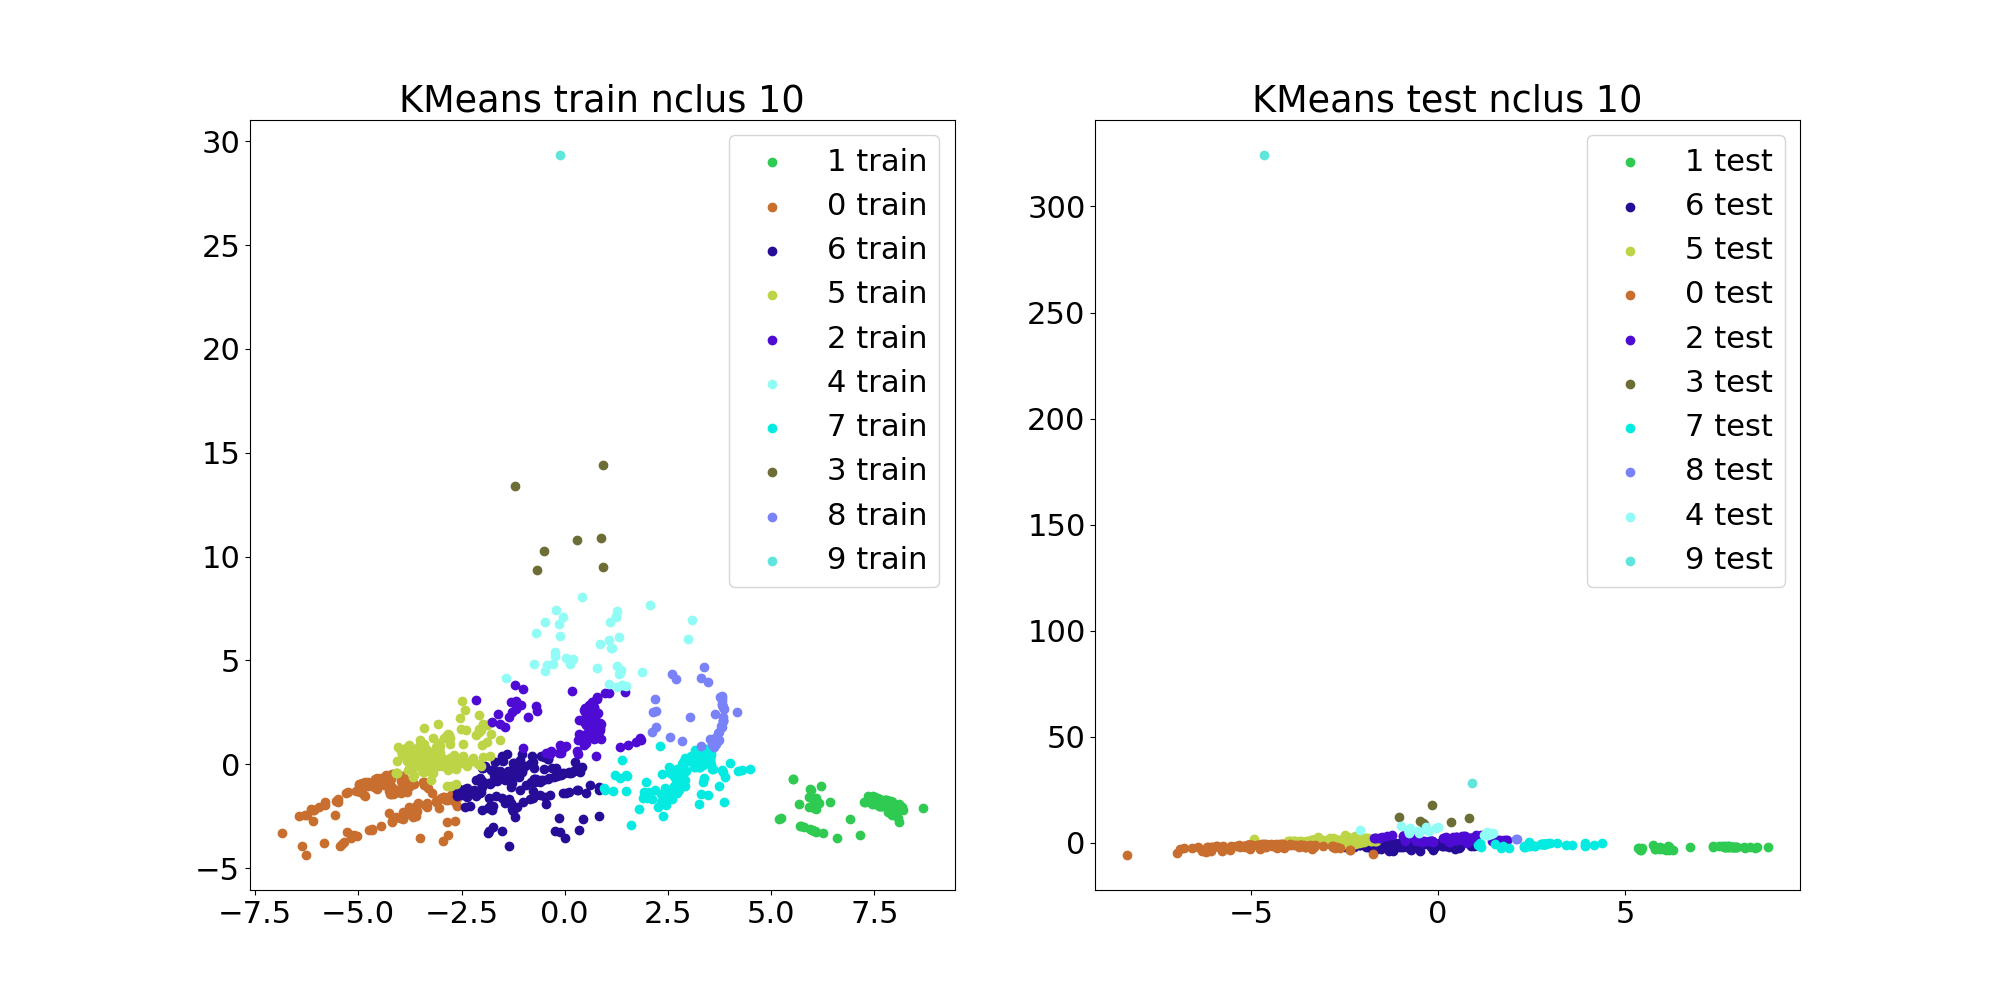 KMeans train nclus 10
30
25
20
15
10
5
0
−5
−7.5 −5.0 −2.5 0.0 2.5 5.0 7.5
1 train
0 train
6 train
5 train
2 train
4 train
7 train
3 train
8 train
9 train
KMeans test nclus 10
300
250
200
150
100
50
0
−5 0 5
1 test
6 test
5 test
0 test
2 test
3 test
7 test
8 test
4 test
9 test